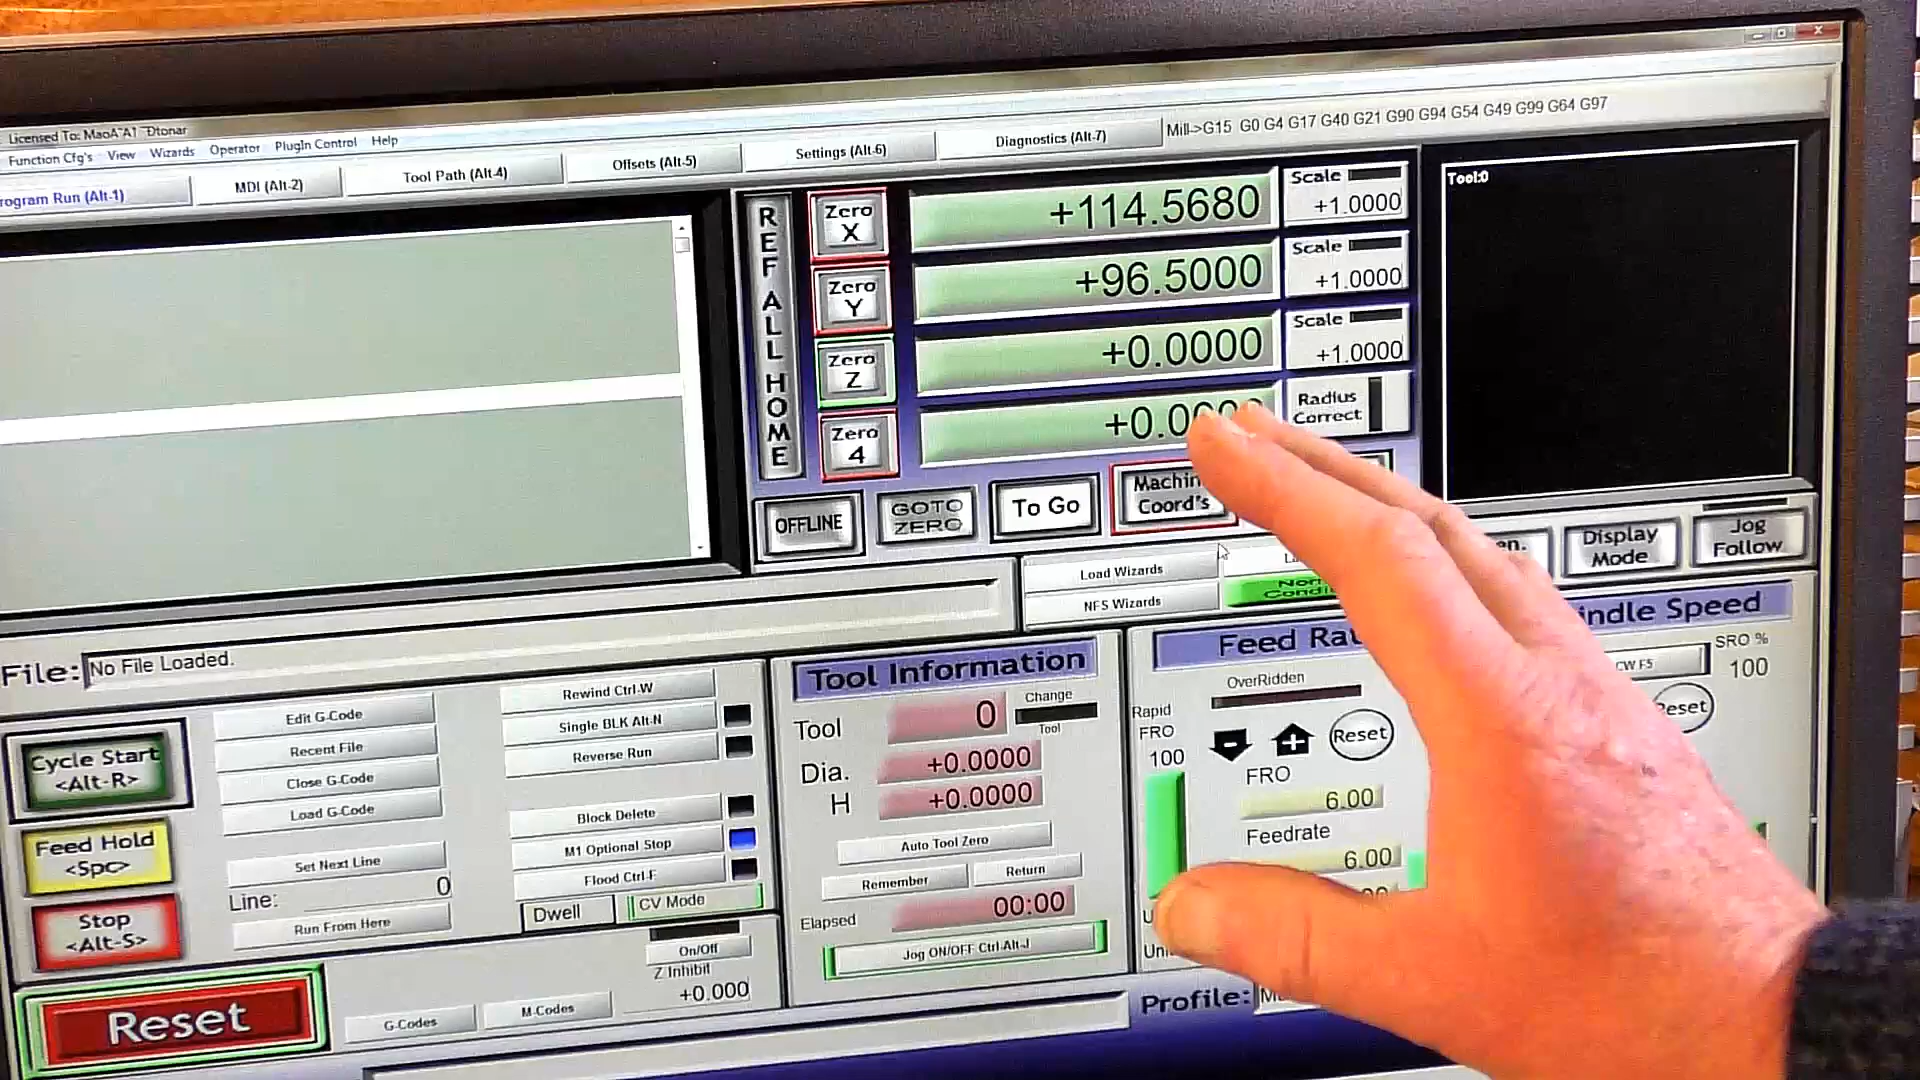 Licensed To:
Function Cfg's View Wizards Operator PlugIn Control Help
rogram Run (Alt-1) MDI (Alt-2) Tool Path (Alt-4) Offsets (Alt-5) Settings (Alt-6) Diagnostics (Alt-7) Mill->G15 G0 G4 G17 G40 G21 G90 G94 G54 G49 G99 G64 G97
REF ALL HOME
Zero X +114.5680 Scale +1.0000
Zero Y +96.5000 Scale +1.0000
Zero Z +0.0000 Scale +1.0000
Zero 4 +0.0 Radius Correct
Tool:0
OFFLINE GOTO ZERO To Go Machin Coord's
en. Display Mode Jog Follow
Load Wizards
NFS Wizards
File: No File Loaded.
Cycle Start
<Alt-R>
Feed Hold
<Spc>
Stop
<Alt-S>
Reset
Edit G-Code
Recent File
Close G-Code
Load G-Code
Set Next Line
Line: 0
Run From Here
Rewind Ctrl-W
Single BLK Alt-N
Reverse Run
Block Delete
M1 Optional Stop
Flood Ctrl-F
Dwell CV Mode
On/Off
Z Inhibit
+0.000
G-Codes M-Codes
Tool Information
Tool 0 Change
Tool
Dia. +0.0000
H +0.0000
Auto Tool Zero
Remember Return
Elapsed 00:00
Jog ON/OFF Ctrl-Alt-J
Feed Ra
OverRidden
Rapid
FRO
100
Reset
FRO
6.00
Feedrate
6.00
Profile:
indle Speed
CW F5
SRO %
100
eset